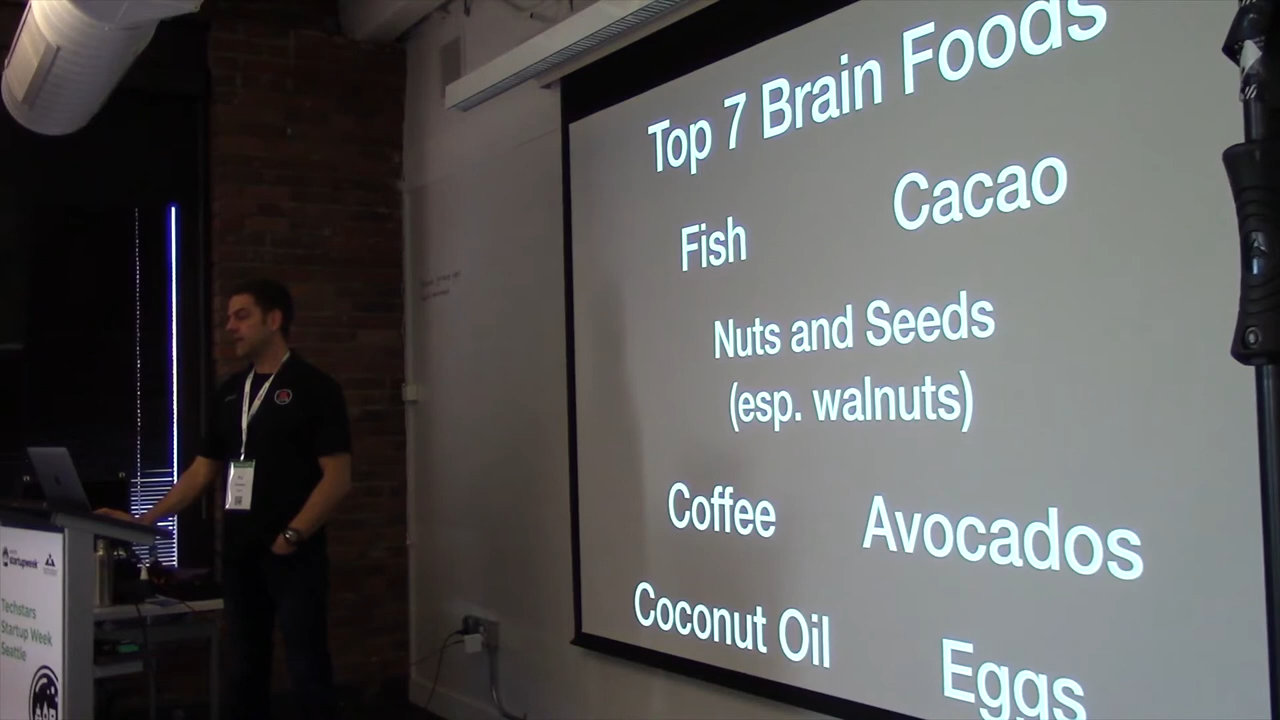 Top 7 Brain Foods
Cacao
Fish
Nuts and Seeds
(esp. walnuts)
Coffee
Avocados
Coconut Oil
Eggs
startupweek
Techstars
Startup Week
Seattle